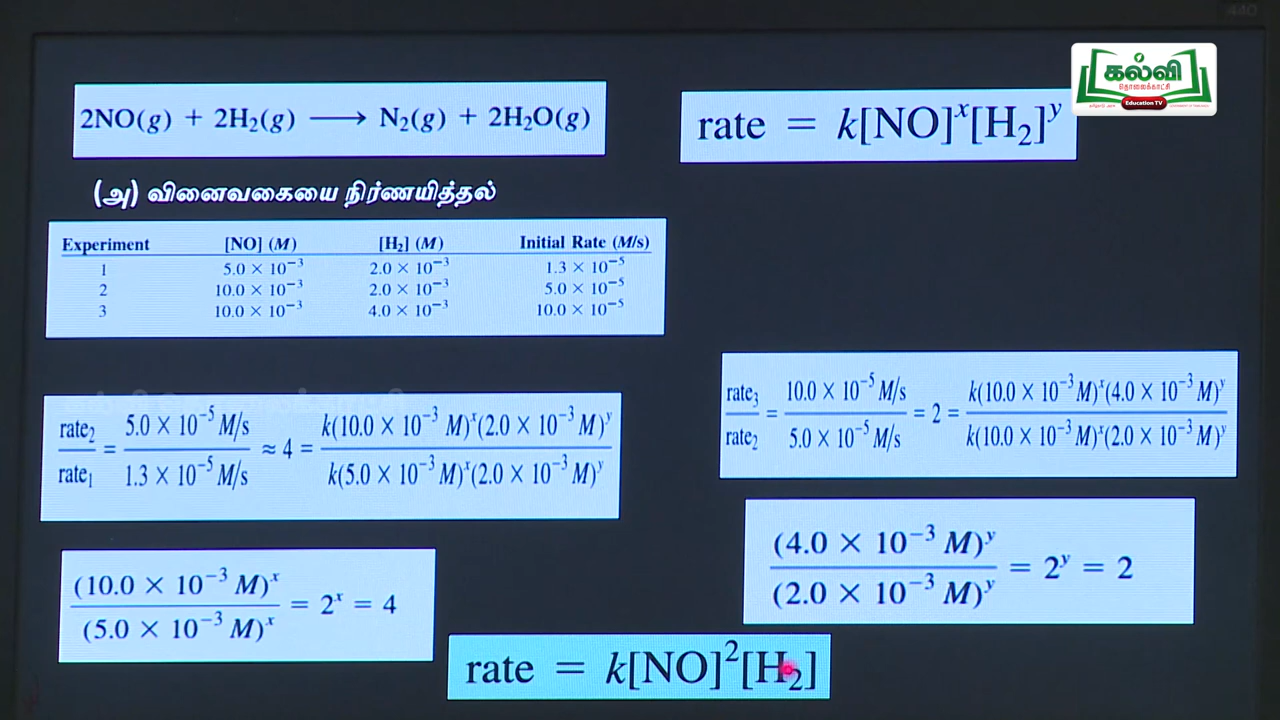 440
கல்வி
தொலைக்காட்சி
Education TV
2NO(g) + 2H₂(g) ⟶ N₂(g) + 2H₂O(g)
rate = k[NO]ˣ[H₂]ʸ
(அ) வினைவகையை நிர்ணயித்தல்
Experiment [NO] (M) [H₂] (M) Initial Rate (M/s)
1 5.0 × 10⁻³ 2.0 × 10⁻³ 1.3 × 10⁻⁵
2 10.0 × 10⁻³ 2.0 × 10⁻³ 5.0 × 10⁻⁵
3 10.0 × 10⁻³ 4.0 × 10⁻³ 10.0 × 10⁻⁵
rate₂/rate₁ = 5.0 × 10⁻⁵ M/s / 1.3 × 10⁻⁵ M/s ≈ 4 = k(10.0 × 10⁻³ M)ˣ(2.0 × 10⁻³ M)ʸ / k(5.0 × 10⁻³ M)ˣ(2.0 × 10⁻³ M)ʸ
(10.0 × 10⁻³ M)ˣ / (5.0 × 10⁻³ M)ˣ = 2ˣ = 4
rate₃/rate₂ = 10.0 × 10⁻⁵ M/s / 5.0 × 10⁻⁵ M/s = 2 = k(10.0 × 10⁻³ M)ˣ(4.0 × 10⁻³ M)ʸ / k(10.0 × 10⁻³ M)ˣ(2.0 × 10⁻³ M)ʸ
(4.0 × 10⁻³ M)ʸ / (2.0 × 10⁻³ M)ʸ = 2ʸ = 2
rate = k[NO]²[H₂]